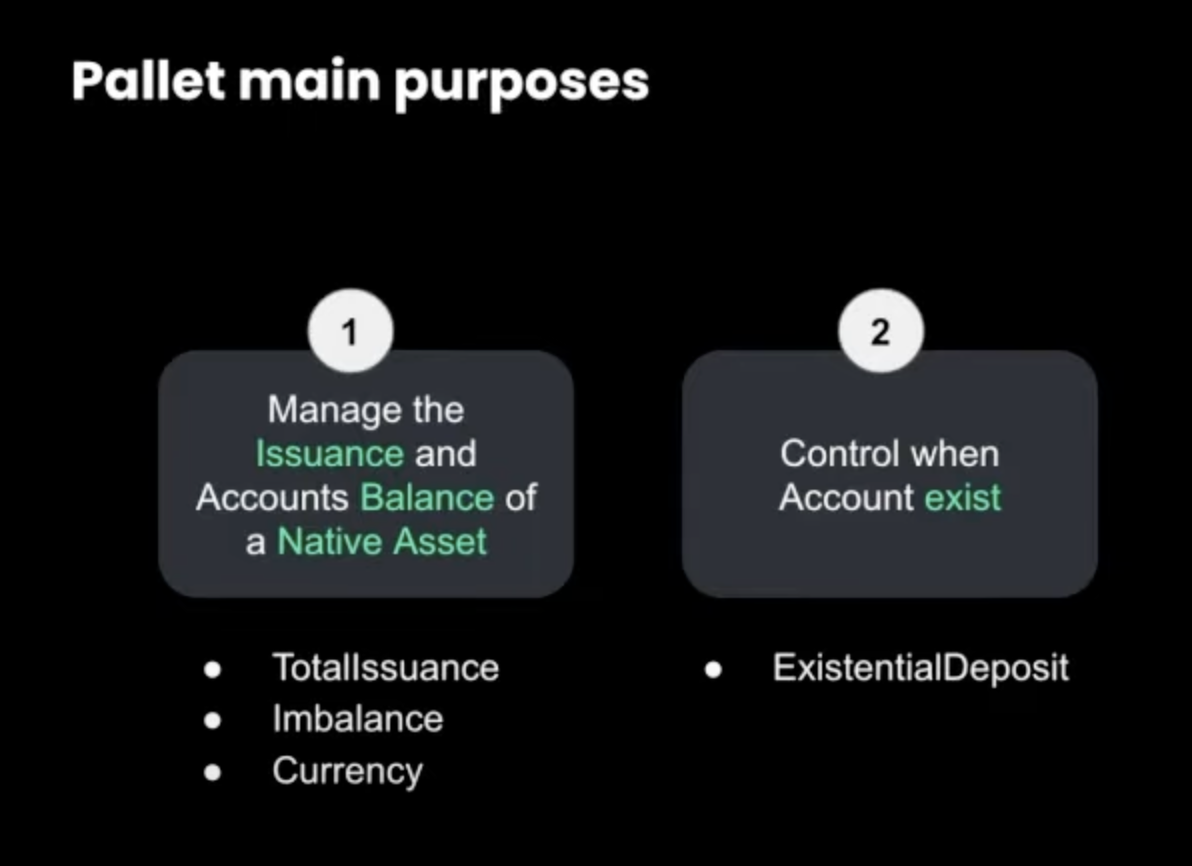 Pallet main purposes
1
Manage the
Issuance and
Accounts Balance of
a Native Asset
● TotalIssuance
● Imbalance
● Currency
2
Control when
Account exist
● ExistentialDeposit